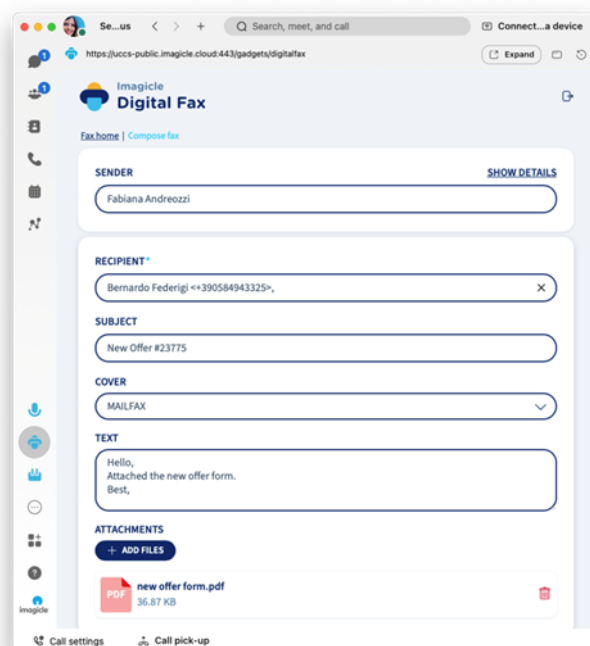 Se...us
Search, meet, and call
Connect...a device
1
https://uccs-public.imagicle.cloud:443/gadgets/digitalfax
Expand
1
Imagicle
Digital Fax
Fax home | Compose fax
SENDER
SHOW DETAILS
Fabiana Andreozzi
RECIPIENT*
Bernardo Federigi <+390584943325>,
SUBJECT
New Offer #23775
COVER
MAILFAX
TEXT
Hello,
Attached the new offer form.
Best,
ATTACHMENTS
+ ADD FILES
PDF
new offer form.pdf
36.87 KB
imagicle
Call settings
Call pick-up